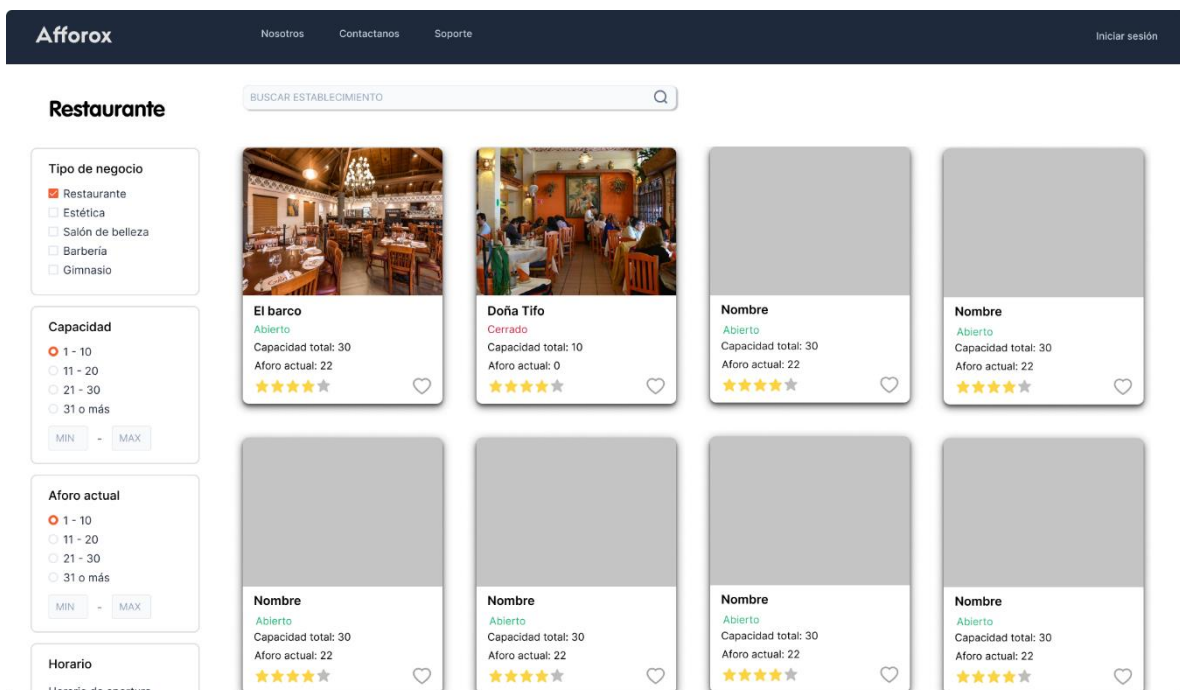 Afforox
Nosotros
Contactanos
Soporte
Iniciar sesión
Restaurante
BUSCAR ESTABLECIMIENTO
Tipo de negocio
Restaurante
Estética
Salón de belleza
Barbería
Gimnasio
Capacidad
1 - 10
11 - 20
21 - 30
31 o más
MIN - MAX
Aforo actual
1 - 10
11 - 20
21 - 30
31 o más
MIN - MAX
Horario
Horario de apertura
El barco
Abierto
Capacidad total: 30
Aforo actual: 22
Doña Tifo
Cerrado
Capacidad total: 10
Aforo actual: 0
Nombre
Abierto
Capacidad total: 30
Aforo actual: 22
Nombre
Abierto
Capacidad total: 30
Aforo actual: 22
Nombre
Abierto
Capacidad total: 30
Aforo actual: 22
Nombre
Abierto
Capacidad total: 30
Aforo actual: 22
Nombre
Abierto
Capacidad total: 30
Aforo actual: 22
Nombre
Abierto
Capacidad total: 30
Aforo actual: 22